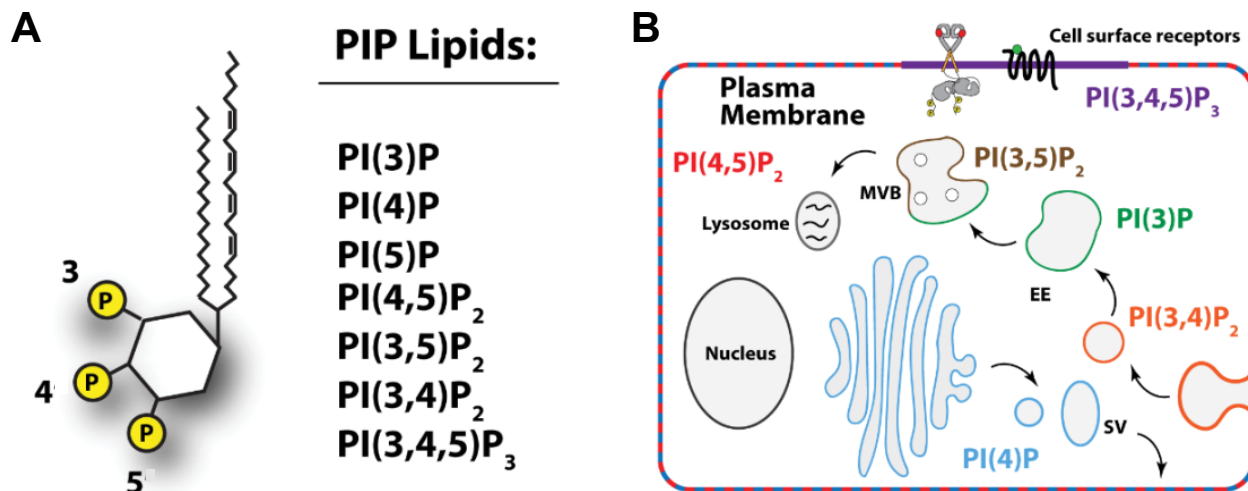 A
PIP Lipids:
PI(3)P
PI(4)P
PI(5)P
PI(4,5)P2
PI(3,5)P2
PI(3,4)P2
PI(3,4,5)P3
3
P
4
P
P
5
B
Cell surface receptors
Plasma
Membrane
PI(3,4,5)P3
PI(4,5)P2
PI(3,5)P2
MVB
Lysosome
PI(3)P
EE
PI(3,4)P2
Nucleus
SV
PI(4)P